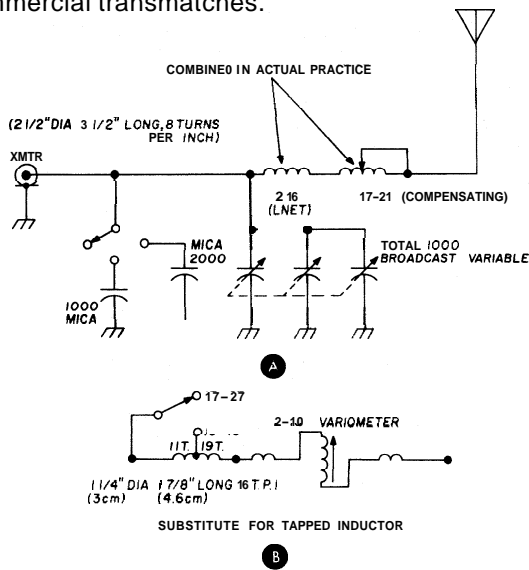 mmercial transmatches.
COMBINE0 IN ACTUAL PRACTICE
(2 1/2"DIA 3 1/2" LONG, 8 TURNS
PER INCH)
XMTR
2 16
(LNET)
17-21 (COMPENSATING)
MICA
2000
TOTAL 1000
BROADCAST VARIABLE
1000
MICA
A
17-27
2-10 VARIOMETER
11T. 19T.
1 1/4" DIA 1 7/8" LONG 16 T.P.I
(3cm) (4.6cm)
SUBSTITUTE FOR TAPPED INDUCTOR
B